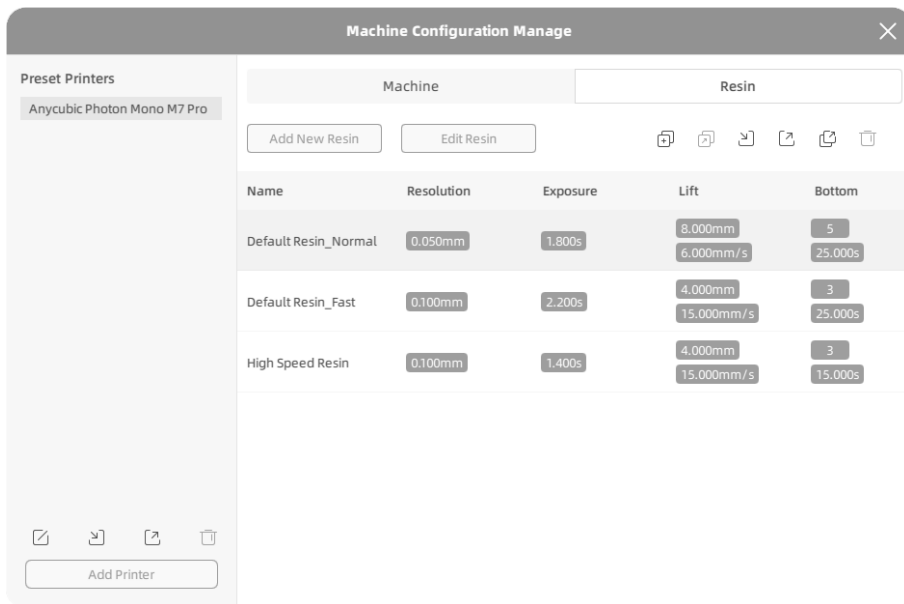 Machine Configuration Manage
Preset Printers
Anycubic Photon Mono M7 Pro
Machine
Resin
Add New Resin
Edit Resin
Name Resolution Exposure Lift Bottom
Default Resin_Normal 0.050mm 1.800s 8.000mm 5
6.000mm/s 25.000s
Default Resin_Fast 0.100mm 2.200s 4.000mm 3
15.000mm/s 25.000s
High Speed Resin 0.100mm 1.400s 4.000mm 3
15.000mm/s 15.000s
Add Printer